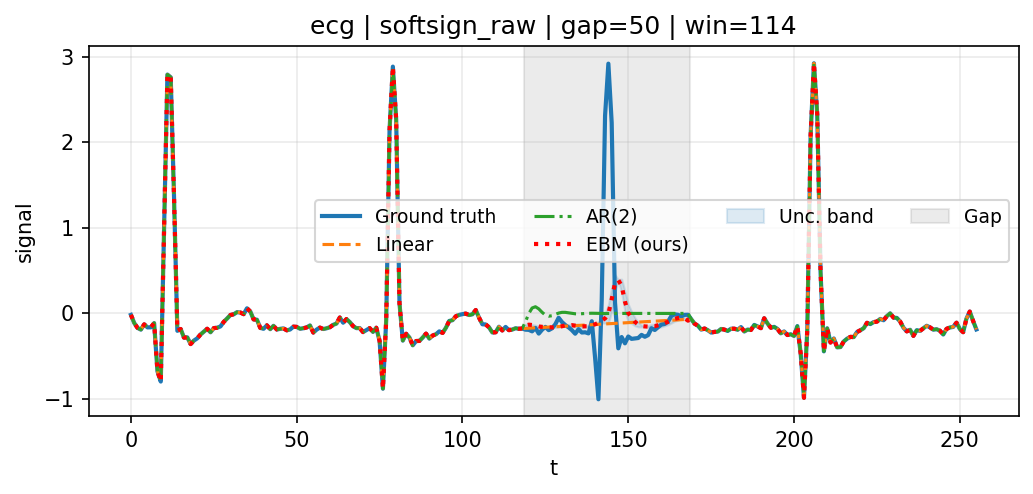 ecg | softsign_raw | gap=50 | win=114
3
2
1
0
−1
signal
Ground truth
Linear
AR(2)
EBM (ours)
Unc. band
Gap
0 50 100 150 200 250
t